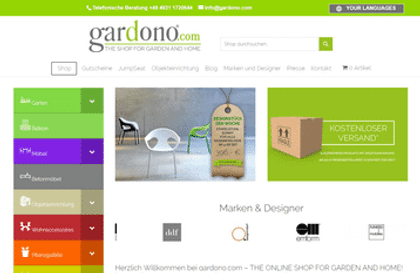 Telefonische Beratung +49 4651 1720644
info@gardono.com
YOUR LANGUAGES
gardono.com
THE SHOP FOR GARDEN AND HOME
Shop durchsuchen...
Shop
Gutscheine
JumpSeat
Objekteinrichtung
Blog
Marken und Designer
Presse
0 Artikel
Garten
Balkon
Möbel
Betonmöbel
Objekteinrichtung
Wohnaccessoires
Pflanzgefäße
DESIGNSTÜCK
DER WOCHE
396,- €
KOSTENLOSER
VERSAND*
Marken & Designer
ddf
emform
Herzlich Willkommen bei gardono.com – THE ONLINE SHOP FOR GARDEN AND HOME!